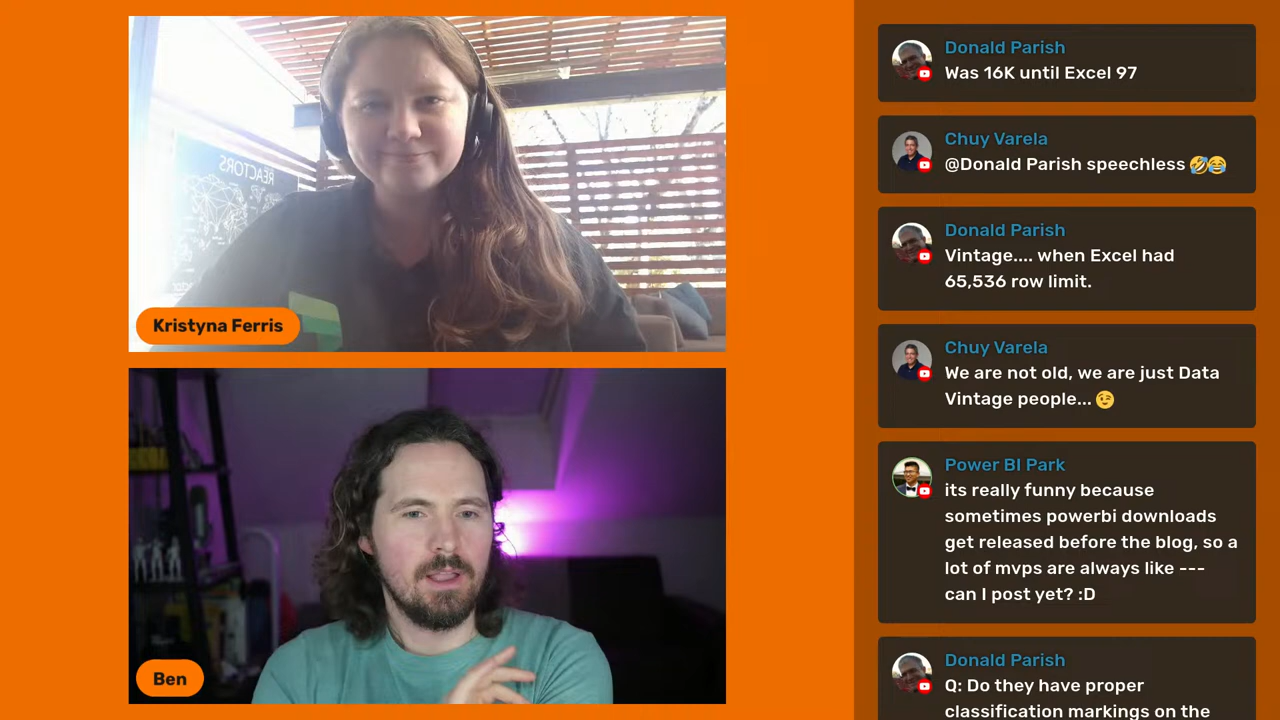 REACTORS
Kristyna Ferris
Ben
Donald Parish
Was 16K until Excel 97
Chuy Varela
@Donald Parish speechless 🤣😂
Donald Parish
Vintage.... when Excel had
65,536 row limit.
Chuy Varela
We are not old, we are just Data
Vintage people... 😉
Power BI Park
its really funny because
sometimes powerbi downloads
get released before the blog, so a
lot of mvps are always like ---
can I post yet? :D
Donald Parish
Q: Do they have proper
classification markings on the